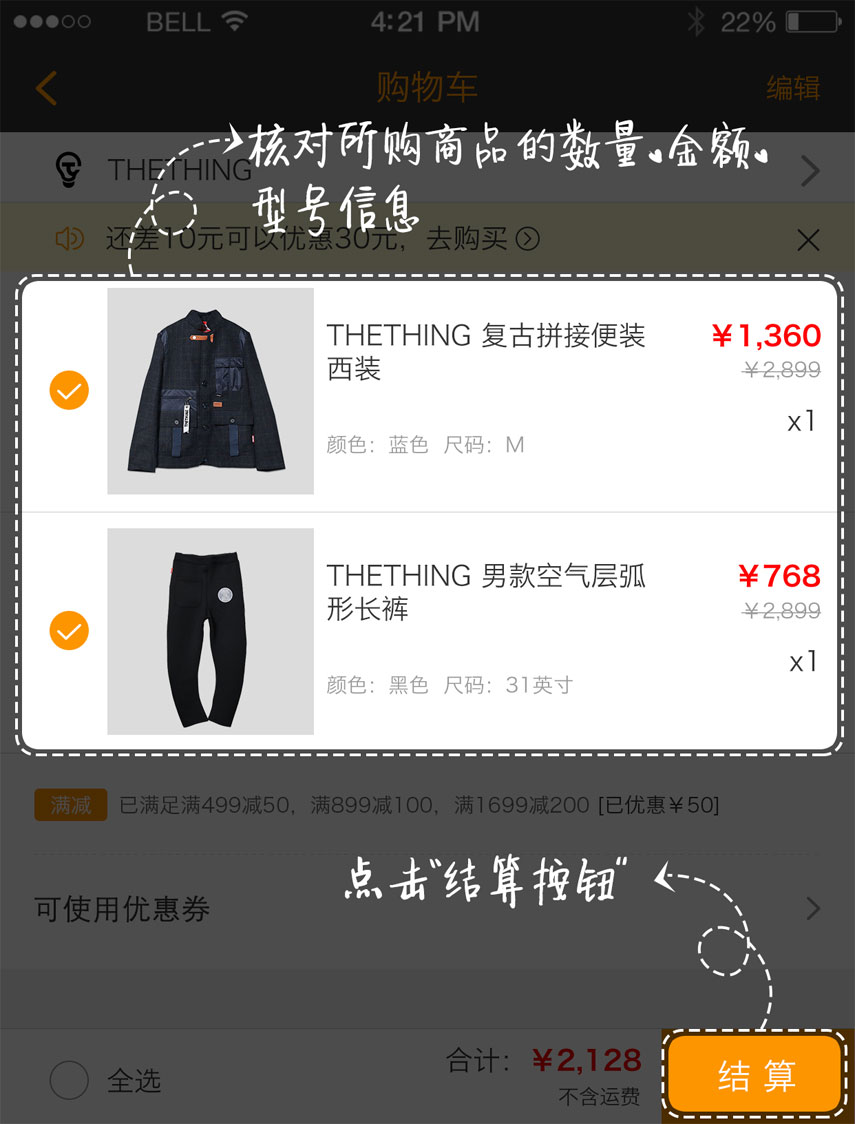 BELL 4:21 PM 22%
购物车 编辑
核对所购商品的数量、金额、
型号信息
THETHING
还差10元可以优惠30元，去购买
THETHING 复古拼接便装
西装
¥1,360
¥2,899
x1
颜色：蓝色 尺码：M
THETHING 男款空气层弧
形长裤
¥768
¥2,899
x1
颜色：黑色 尺码：31英寸
满减 已满足满499减50，满899减100，满1699减200 [已优惠¥50]
点击“结算按钮”
可使用优惠券
全选
合计：¥2,128
不含运费
结算